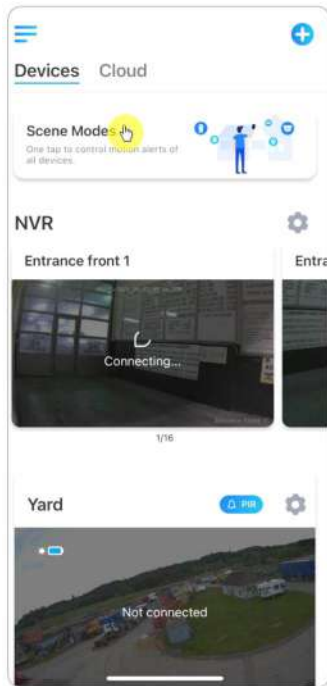 Devices Cloud
Scene Modes
One tap to control motion alerts of
all devices
NVR
Entrance front 1
Entra
Connecting...
1/16
Yard
PIR
Not connected